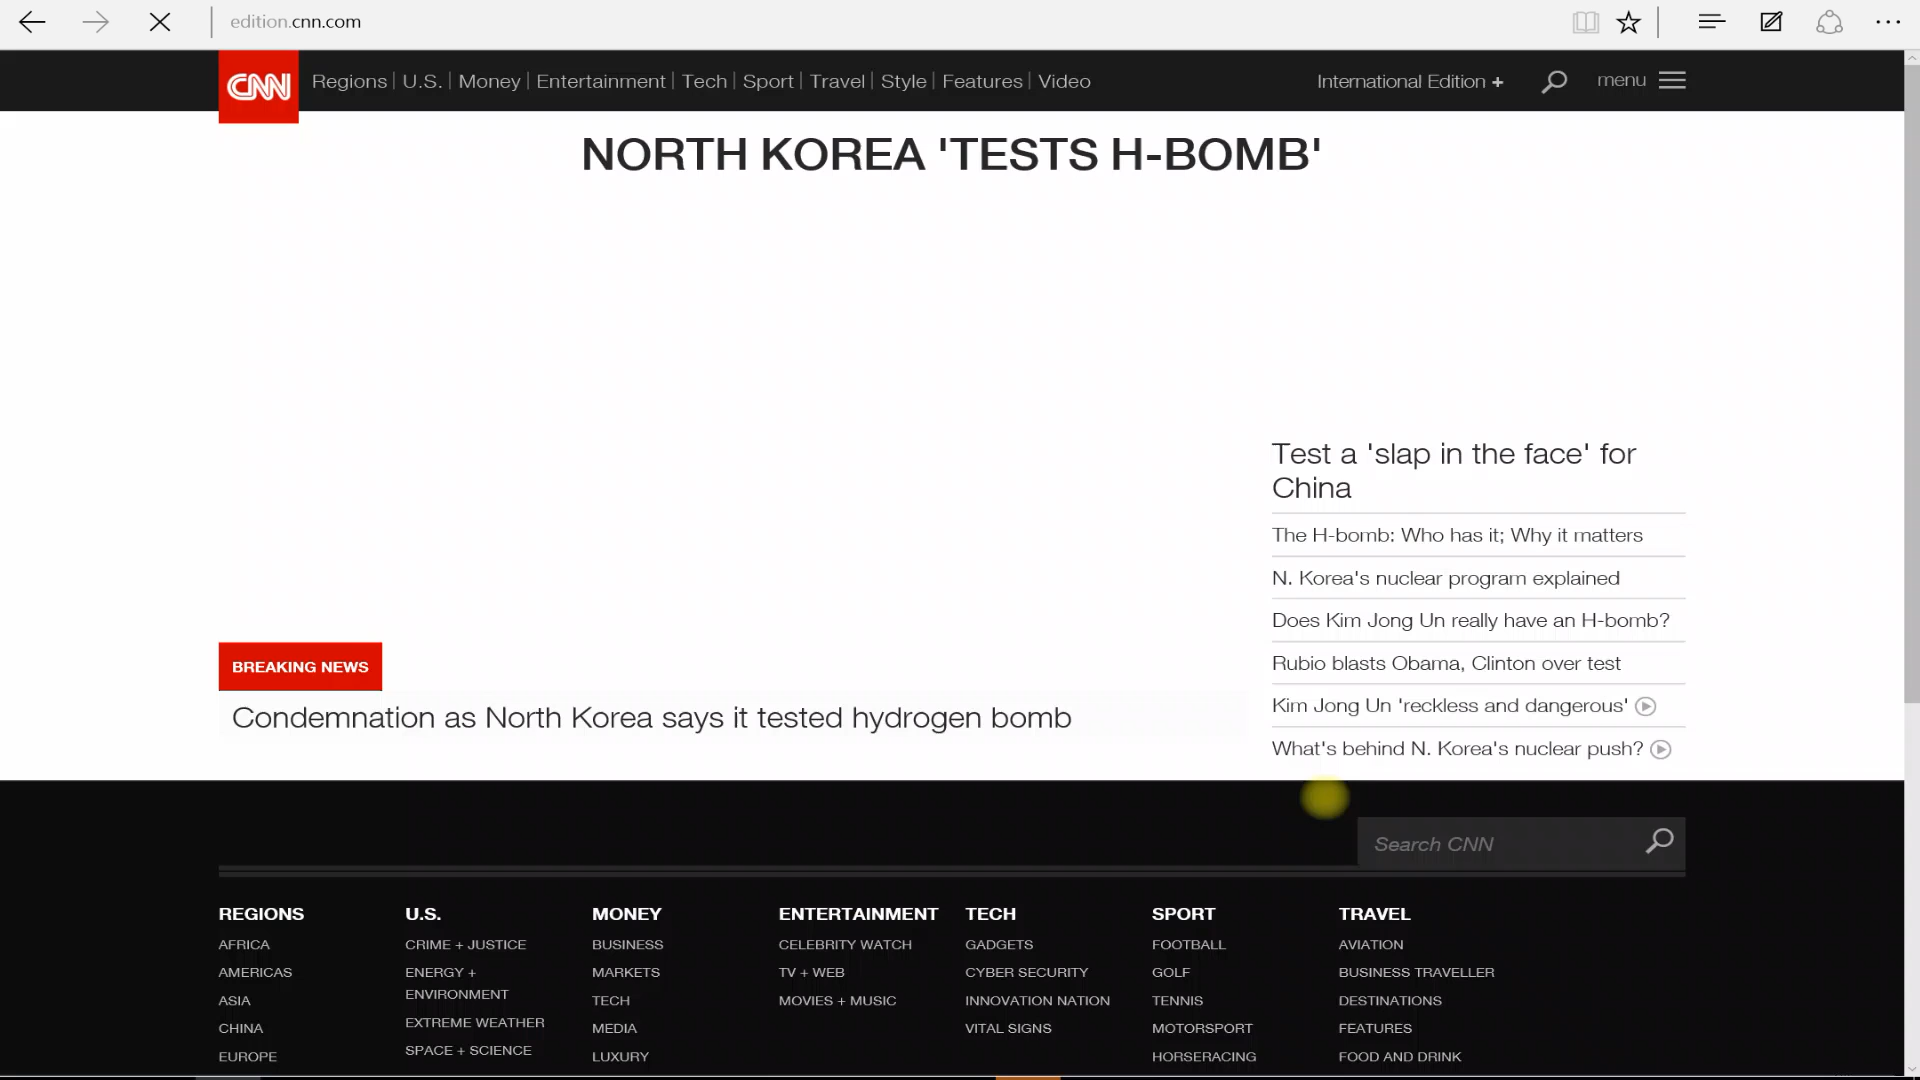 edition.cnn.com
CNN Regions U.S. Money Entertainment Tech Sport Travel Style Features Video International Edition + menu
NORTH KOREA 'TESTS H-BOMB'
Test a 'slap in the face' for
China
The H-bomb: Who has it; Why it matters
N. Korea's nuclear program explained
Does Kim Jong Un really have an H-bomb?
Rubio blasts Obama, Clinton over test
Kim Jong Un 'reckless and dangerous'
What's behind N. Korea's nuclear push?
BREAKING NEWS
Condemnation as North Korea says it tested hydrogen bomb
Search CNN
REGIONS
AFRICA
AMERICAS
ASIA
CHINA
EUROPE
U.S.
CRIME + JUSTICE
ENERGY +
ENVIRONMENT
EXTREME WEATHER
SPACE + SCIENCE
MONEY
BUSINESS
MARKETS
TECH
MEDIA
LUXURY
ENTERTAINMENT
CELEBRITY WATCH
TV + WEB
MOVIES + MUSIC
TECH
GADGETS
CYBER SECURITY
INNOVATION NATION
VITAL SIGNS
SPORT
FOOTBALL
GOLF
TENNIS
MOTORSPORT
HORSERACING
TRAVEL
AVIATION
BUSINESS TRAVELLER
DESTINATIONS
FEATURES
FOOD AND DRINK